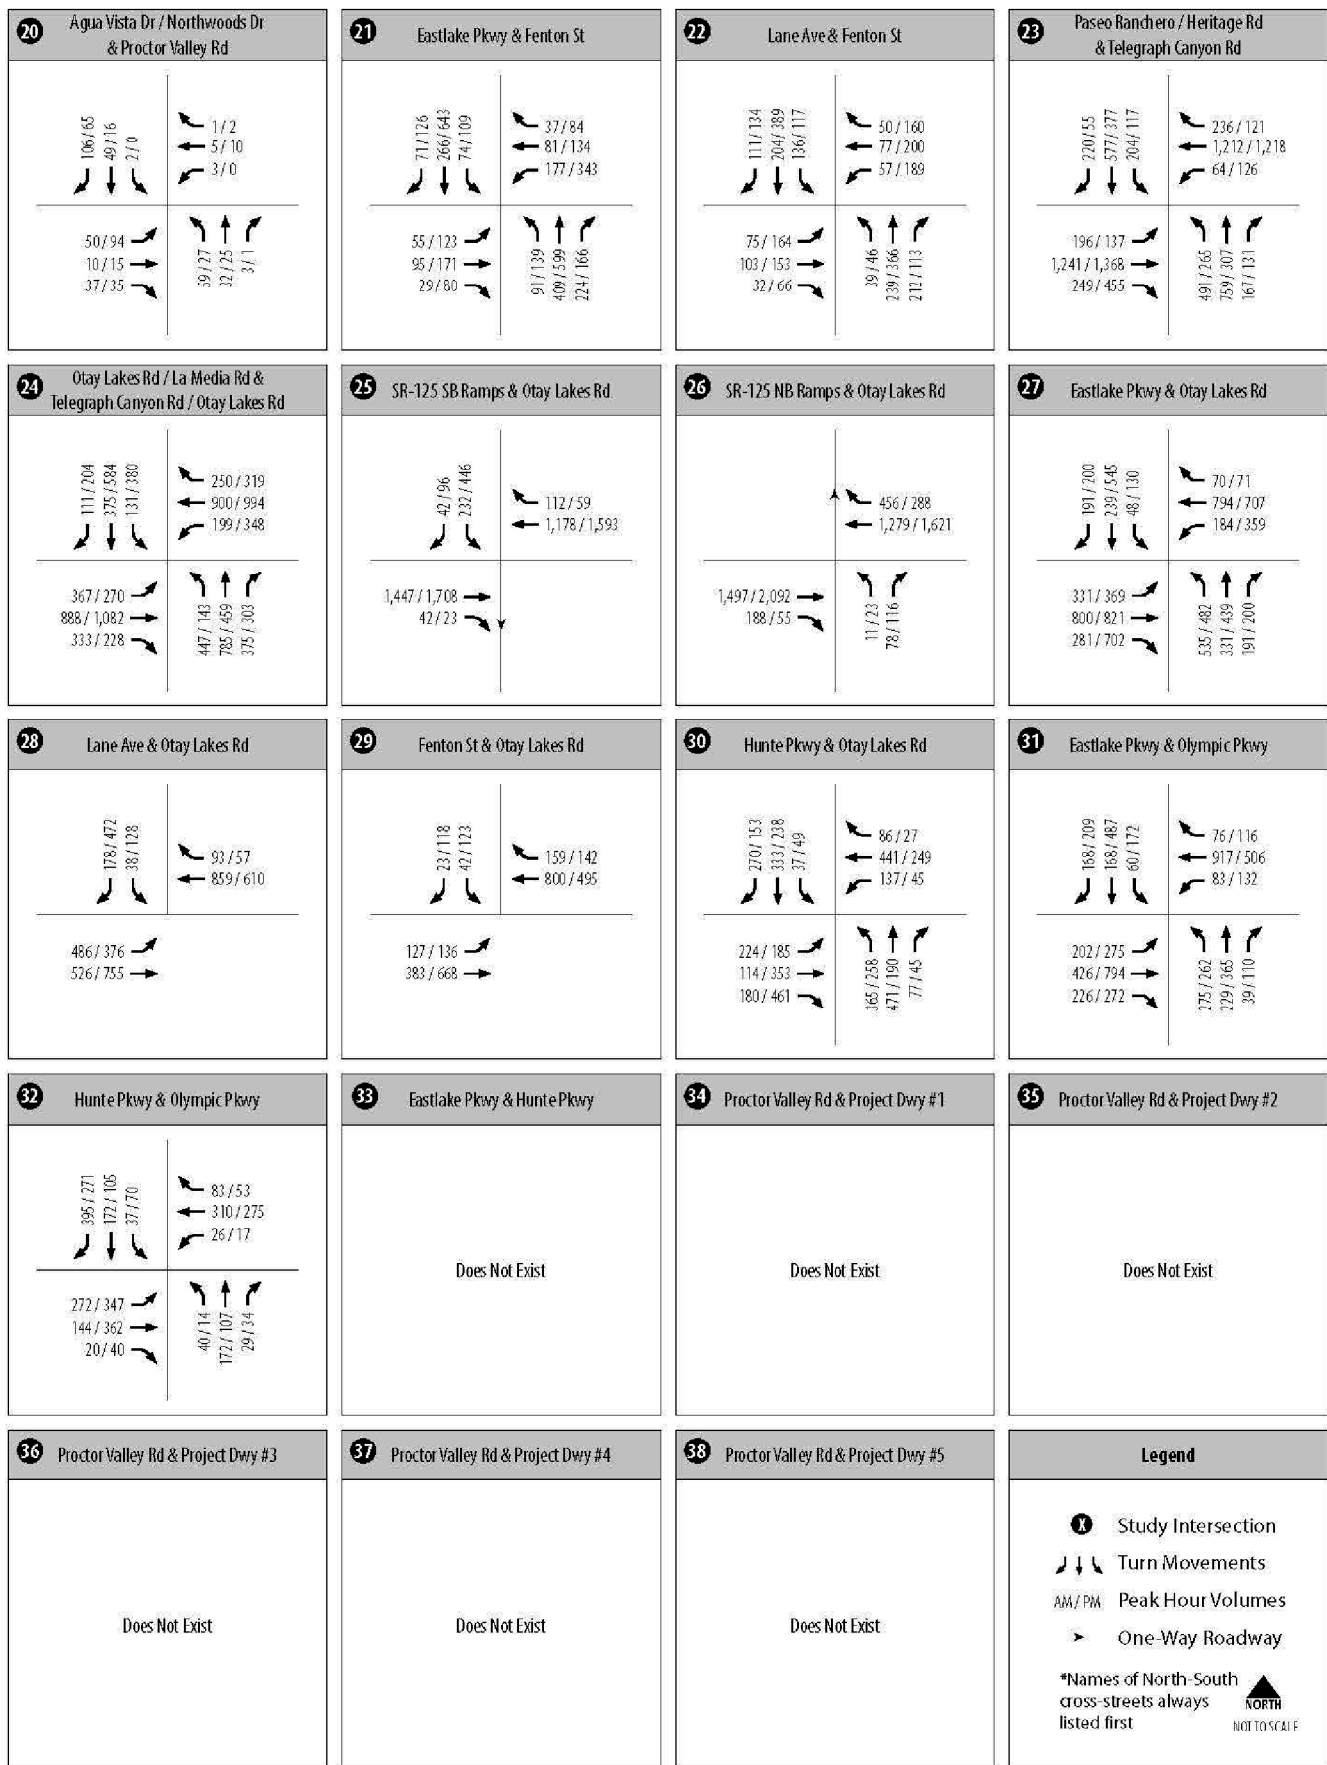 20
Agua Vista Dr / Northwoods Dr
& Proctor Valley Rd
106 / 65
49 / 16
2 / 0
1 / 2
5 / 10
3 / 0
50 / 94
10 / 15
37 / 35
39 / 27
32 / 25
3 / 1
21
Eastlake Pkwy & Fenton St
71 / 126
266 / 643
74 / 109
37 / 84
81 / 134
177 / 343
55 / 123
95 / 171
29 / 80
91 / 139
409 / 599
224 / 166
22
Lane Ave & Fenton St
111 / 134
204 / 389
136 / 117
50 / 160
77 / 200
57 / 189
75 / 164
103 / 153
32 / 66
39 / 46
239 / 366
212 / 113
23
Paseo Ranchero / Heritage Rd
& Telegraph Canyon Rd
220 / 55
577 / 377
204 / 117
236 / 121
1,212 / 1,218
64 / 126
196 / 137
1,241 / 1,368
249 / 455
491 / 265
759 / 307
167 / 131
24
Otay Lakes Rd / La Media Rd &
Telegraph Canyon Rd / Otay Lakes Rd
111 / 204
375 / 584
131 / 380
250 / 319
900 / 994
199 / 348
367 / 270
888 / 1,082
333 / 228
447 / 143
785 / 459
375 / 303
25
SR-125 SB Ramps & Otay Lakes Rd
42 / 96
232 / 446
112 / 59
1,178 / 1,593
1,447 / 1,708
42 / 23
26
SR-125 NB Ramps & Otay Lakes Rd
456 / 288
1,279 / 1,621
1,497 / 2,092
188 / 55
11 / 23
78 / 116
27
Eastlake Pkwy & Otay Lakes Rd
191 / 200
239 / 545
48 / 130
70 / 71
794 / 707
184 / 359
331 / 369
800 / 821
281 / 702
535 / 482
331 / 439
191 / 200
28
Lane Ave & Otay Lakes Rd
178 / 472
38 / 128
93 / 57
859 / 610
486 / 376
526 / 755
29
Fenton St & Otay Lakes Rd
23 / 118
42 / 123
159 / 142
800 / 495
127 / 136
383 / 668
30
Hunte Pkwy & Otay Lakes Rd
270 / 153
333 / 238
37 / 49
86 / 27
441 / 249
137 / 45
224 / 185
114 / 353
180 / 461
365 / 258
471 / 190
77 / 45
31
Eastlake Pkwy & Olympic Pkwy
168 / 209
168 / 487
60 / 172
76 / 116
917 / 506
83 / 132
202 / 275
426 / 794
226 / 272
275 / 262
229 / 365
39 / 110
32
Hunte Pkwy & Olympic Pkwy
395 / 271
172 / 105
37 / 70
83 / 53
310 / 275
26 / 17
272 / 347
144 / 362
20 / 40
40 / 14
172 / 107
29 / 34
33
Eastlake Pkwy & Hunte Pkwy
Does Not Exist
34
Proctor Valley Rd & Project Dwy #1
Does Not Exist
35
Proctor Valley Rd & Project Dwy #2
Does Not Exist
36
Proctor Valley Rd & Project Dwy #3
Does Not Exist
37
Proctor Valley Rd & Project Dwy #4
Does Not Exist
38
Proctor Valley Rd & Project Dwy #5
Does Not Exist
Legend
X Study Intersection
Turn Movements
AM / PM Peak Hour Volumes
One-Way Roadway
*Names of North-South
cross-streets always
listed first
NORTH
NOT TO SCALE